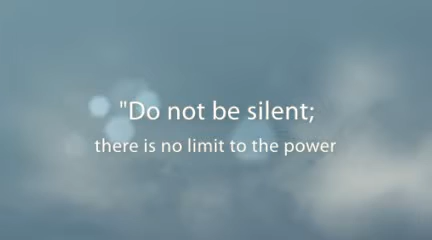 "Do not be silent;
there is no limit to the power